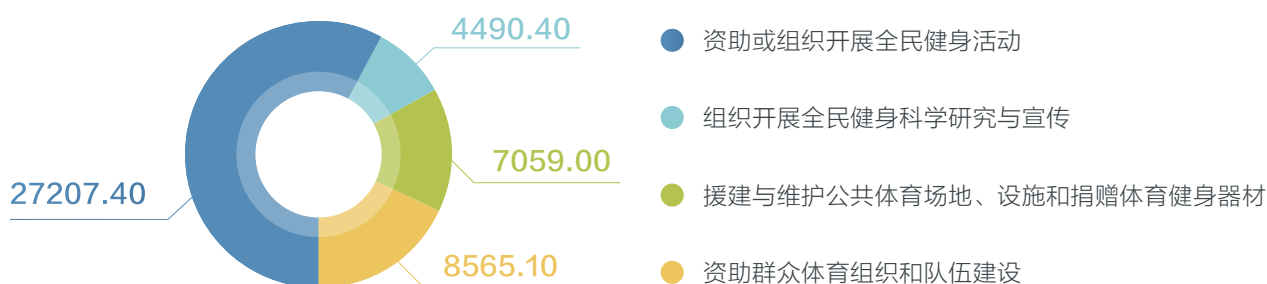 4490.40
7059.00
27207.40
8565.10
资助或组织开展全民健身活动
组织开展全民健身科学研究与宣传
援建与维护公共体育场地、设施和捐赠体育健身器材
资助群众体育组织和队伍建设